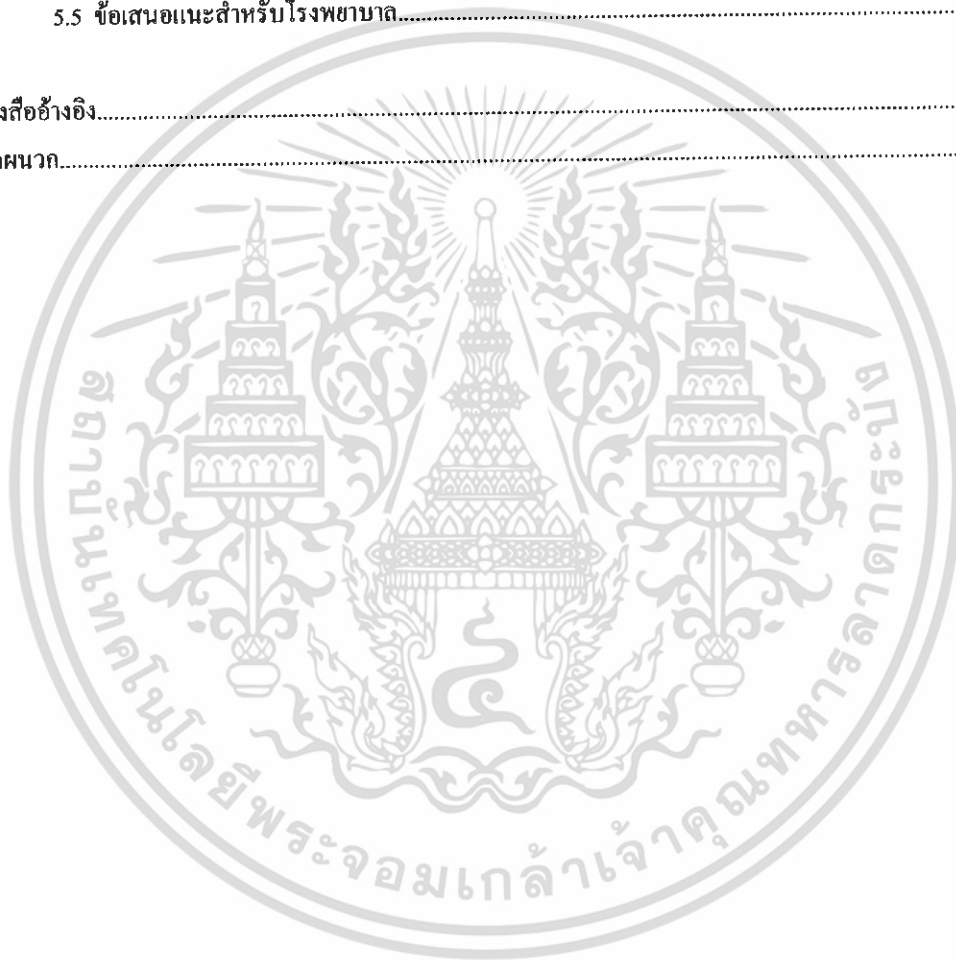 5.5 ข้อเสนอแนะสำหรับโรงพยาบาล
งสืออ้างอิง
ผนวก
สถาบันเทคโนโลยีพระจอมเกล้าเจ้าคุณทหารลาดกระบัง
๔